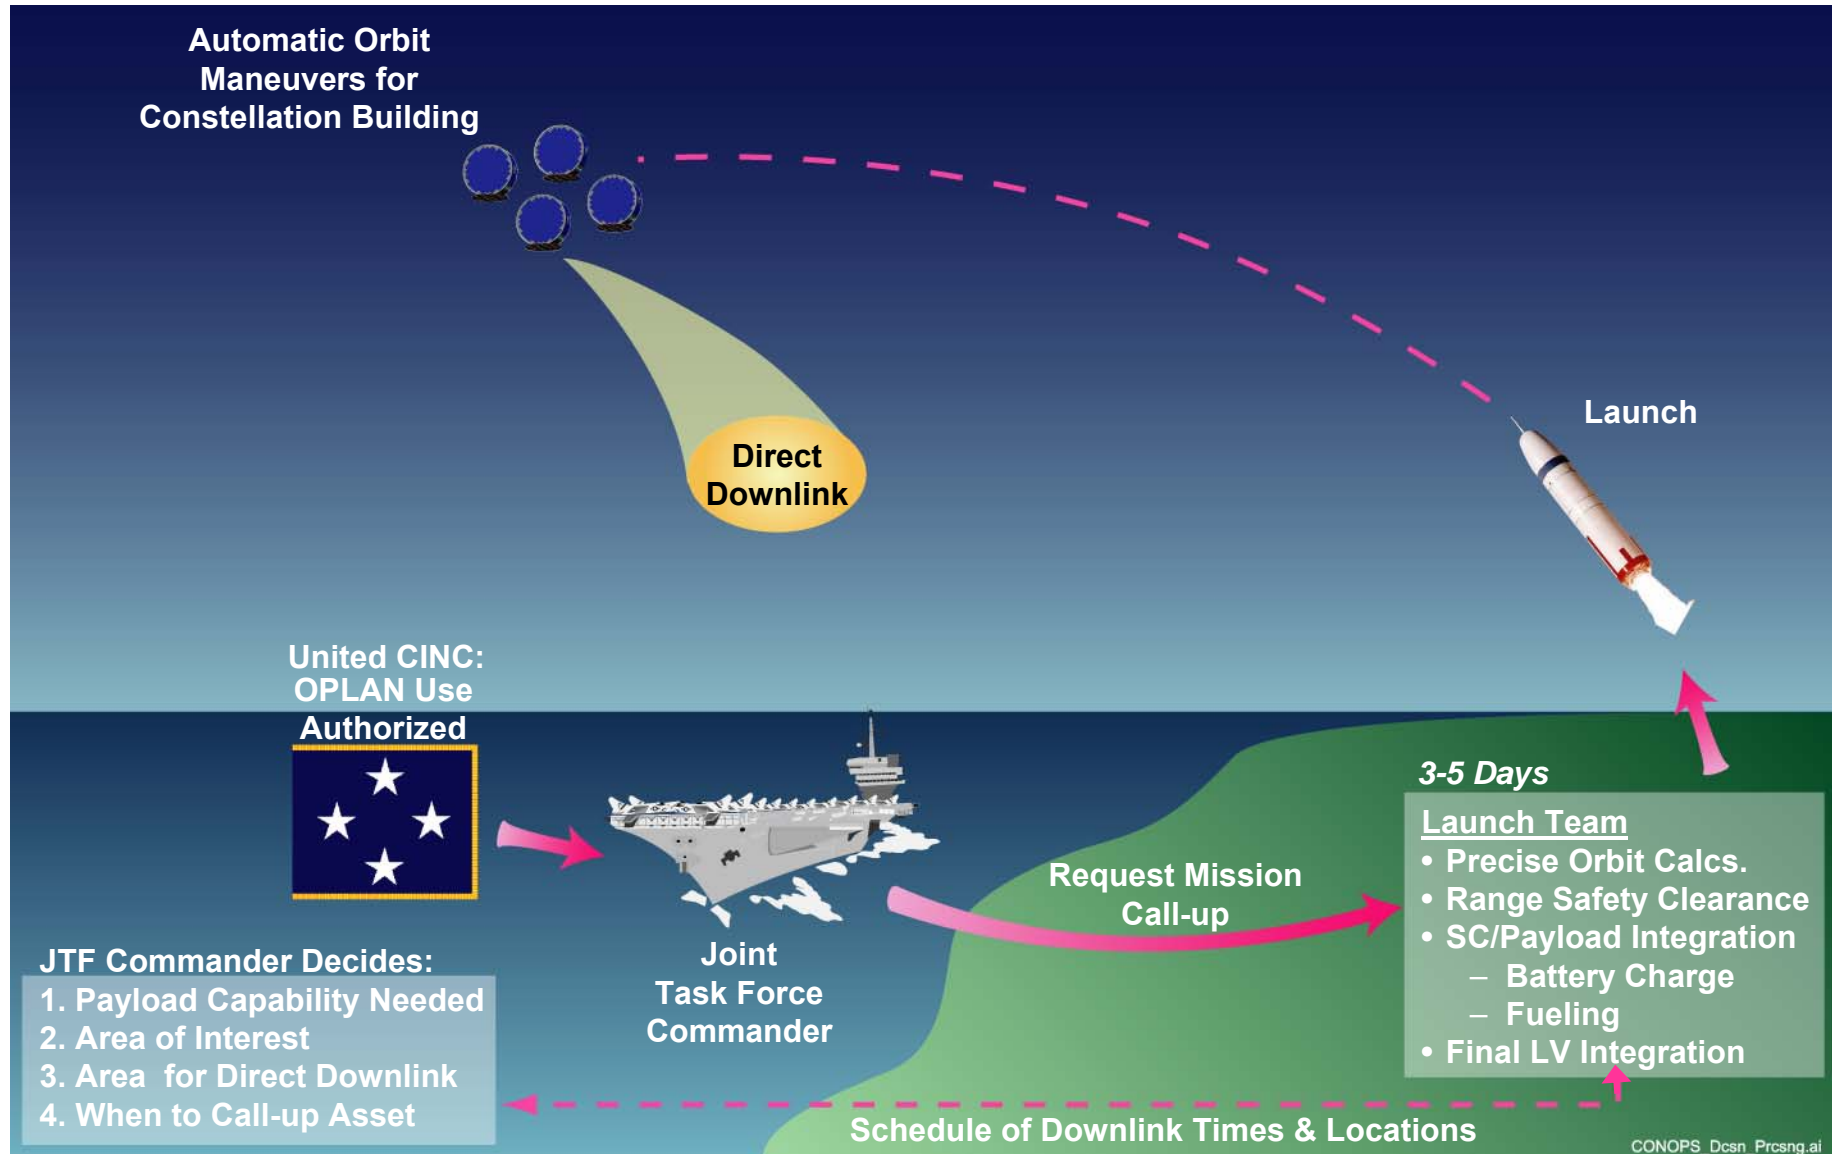 Automatic Orbit
Maneuvers for
Constellation Building
Launch
Direct
Downlink
United CINC:
OPLAN Use
Authorized
3-5 Days
Launch Team
• Precise Orbit Calcs.
• Range Safety Clearance
• SC/Payload Integration
– Battery Charge
– Fueling
• Final LV Integration
Request Mission
Call-up
Joint
Task Force
Commander
JTF Commander Decides:
1. Payload Capability Needed
2. Area of Interest
3. Area for Direct Downlink
4. When to Call-up Asset
Schedule of Downlink Times & Locations
CONOPS_Dcsn_Prcsng.ai